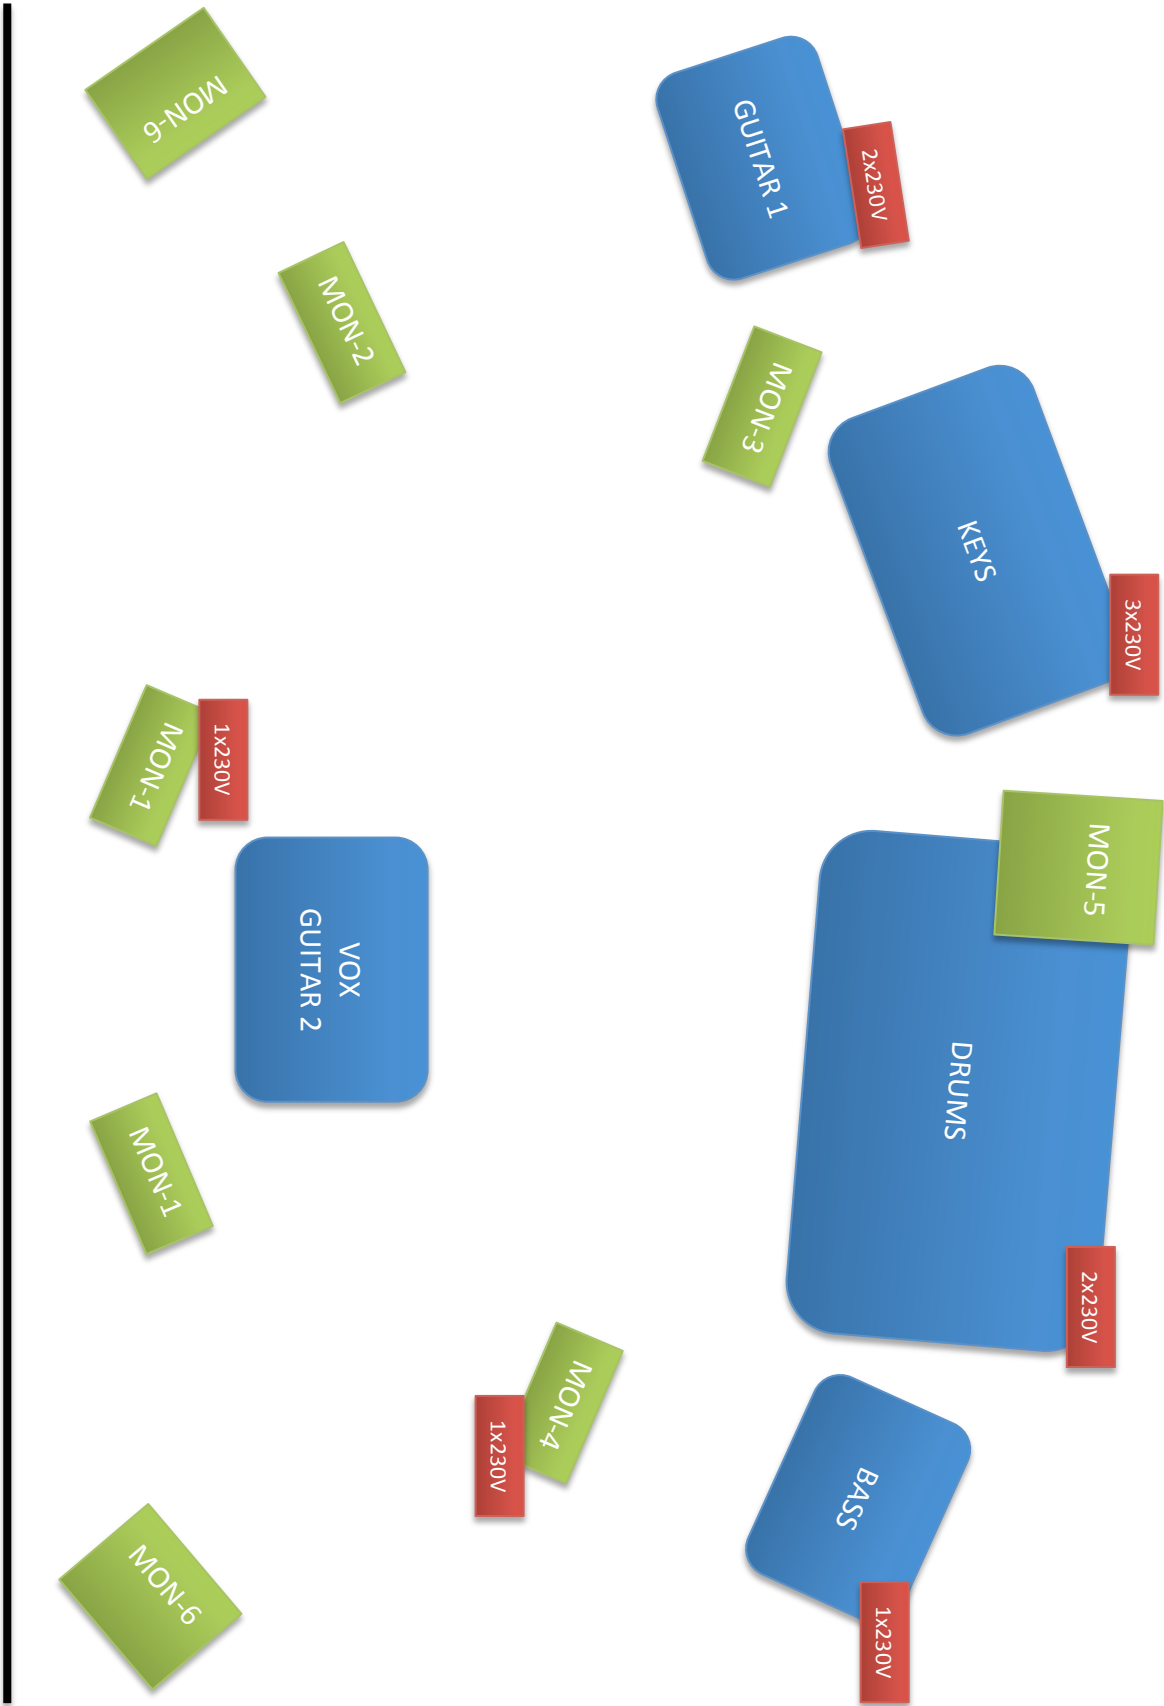 MON-6
GUITAR 1
2x230V
MON-2
MON-3
KEYS
3x230V
MON-1
1x230V
MON-5
VOX
GUITAR 2
DRUMS
MON-1
2x230V
MON-4
1x230V
BASS
MON-6
1x230V